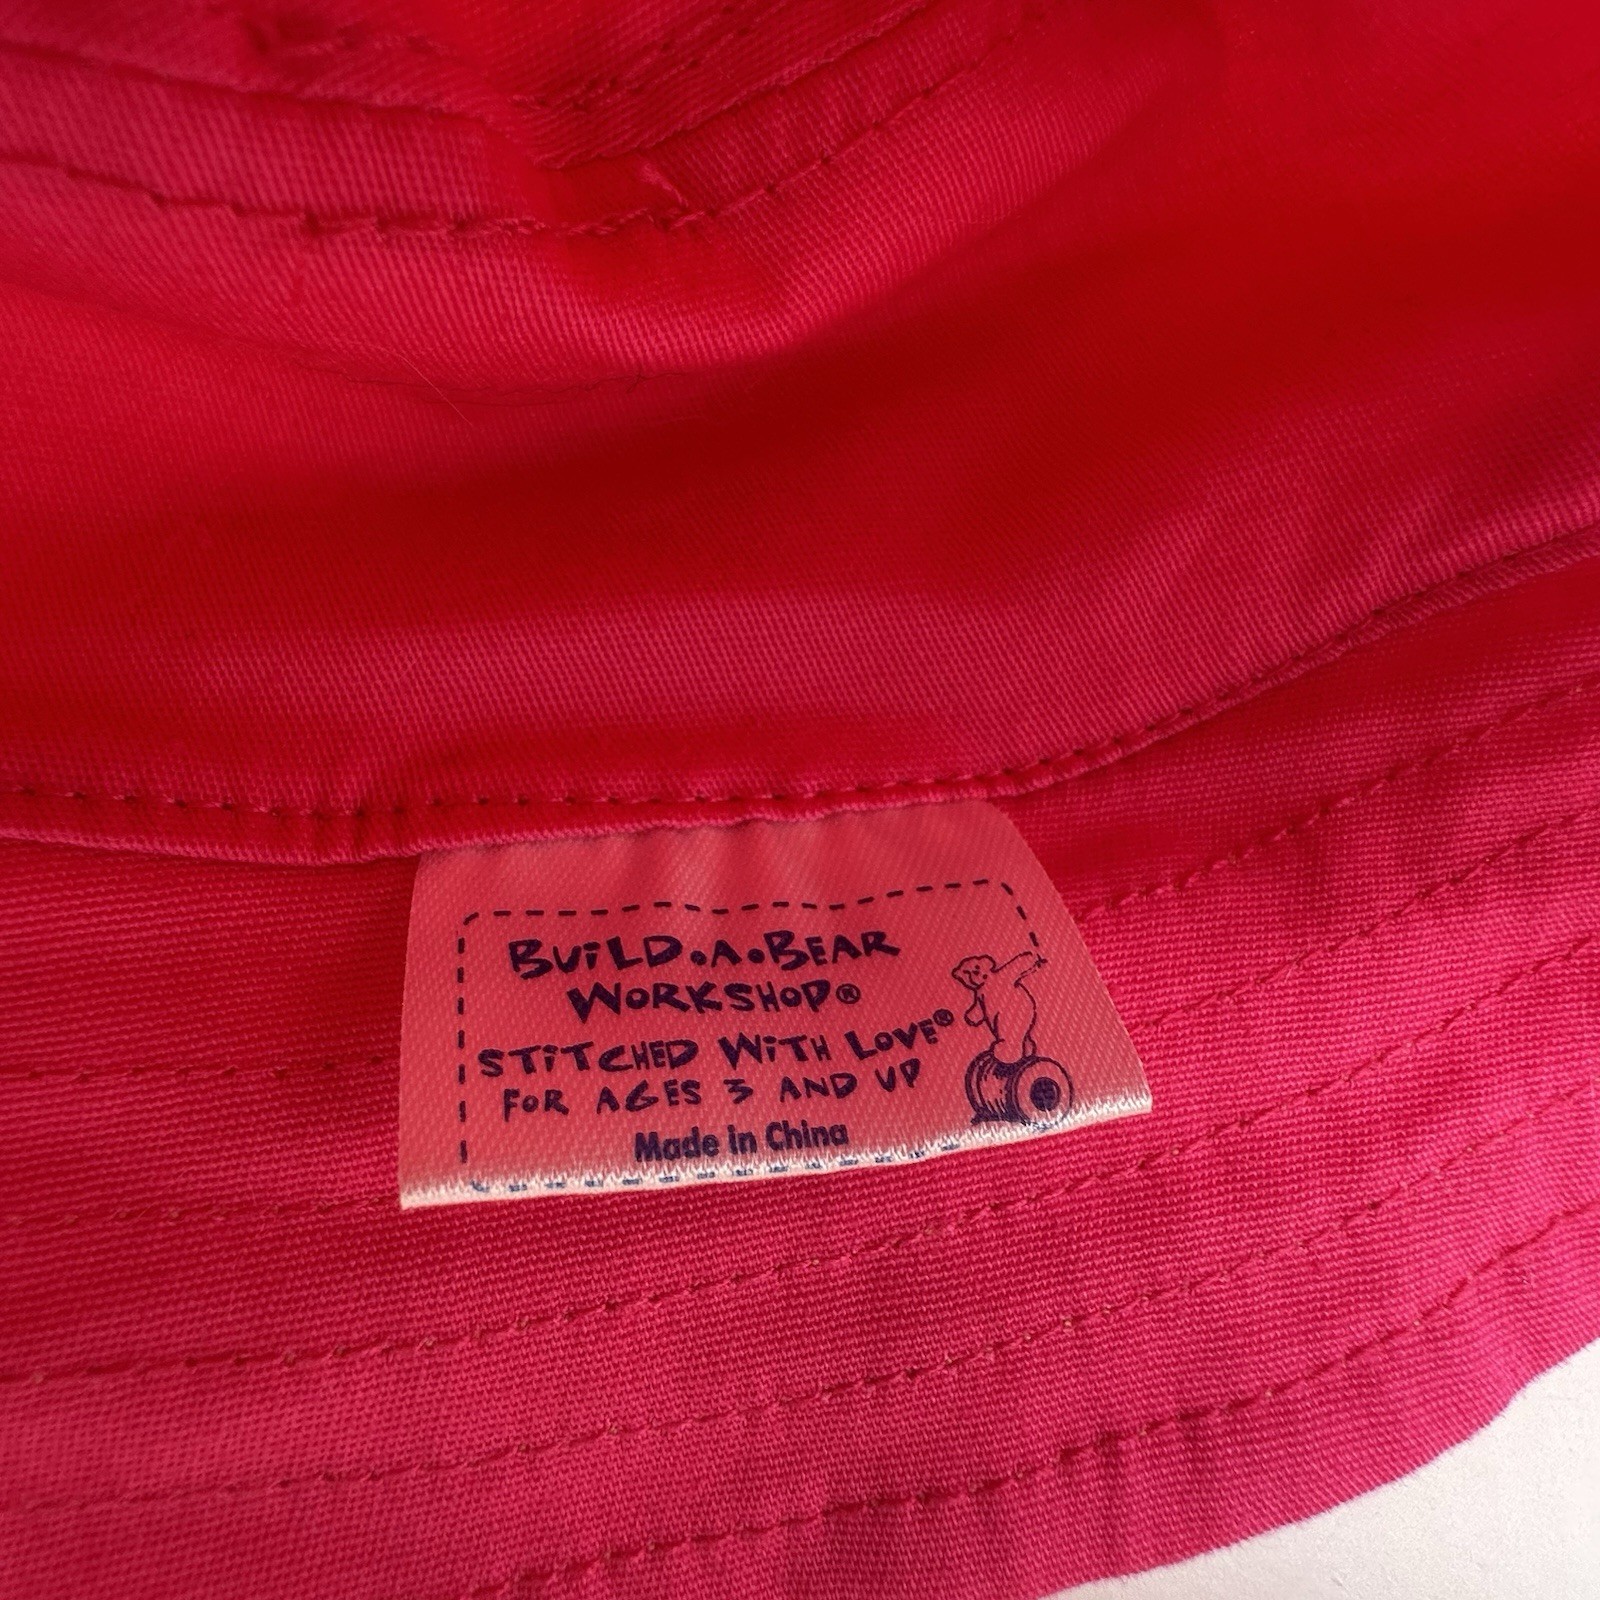 BUiLD•A•BEAR
WORKSHOP®
STiTCHED WiTH LOVE®
FOR AGES 3 AND UP
Made in China